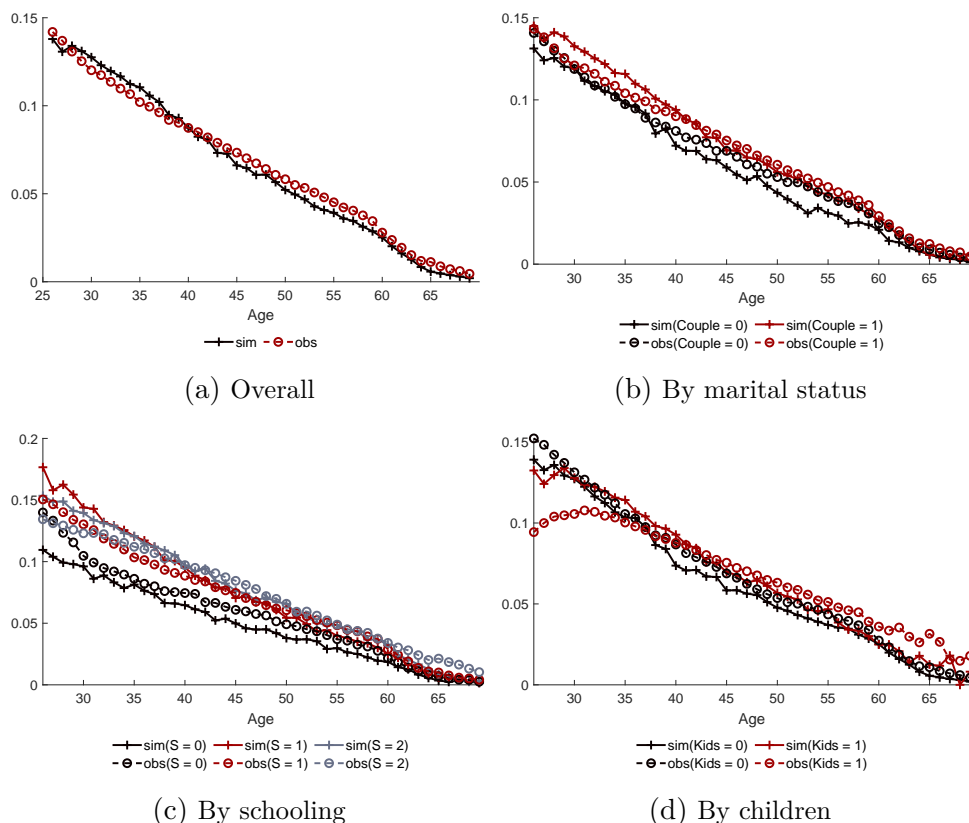 0.15
0.1
0.05
0
25 30 35 40 45 50 55 60 65
Age
sim obs
(a) Overall
0.15
0.1
0.05
0
30 35 40 45 50 55 60 65
Age
sim(Couple = 0) sim(Couple = 1)
obs(Couple = 0) obs(Couple = 1)
(b) By marital status
0.2
0.15
0.1
0.05
0
30 35 40 45 50 55 60 65
Age
sim(S = 0) sim(S = 1) sim(S = 2)
obs(S = 0) obs(S = 1) obs(S = 2)
(c) By schooling
0.15
0.1
0.05
0
30 35 40 45 50 55 60 65
Age
sim(Kids = 0) sim(Kids = 1)
obs(Kids = 0) obs(Kids = 1)
(d) By children